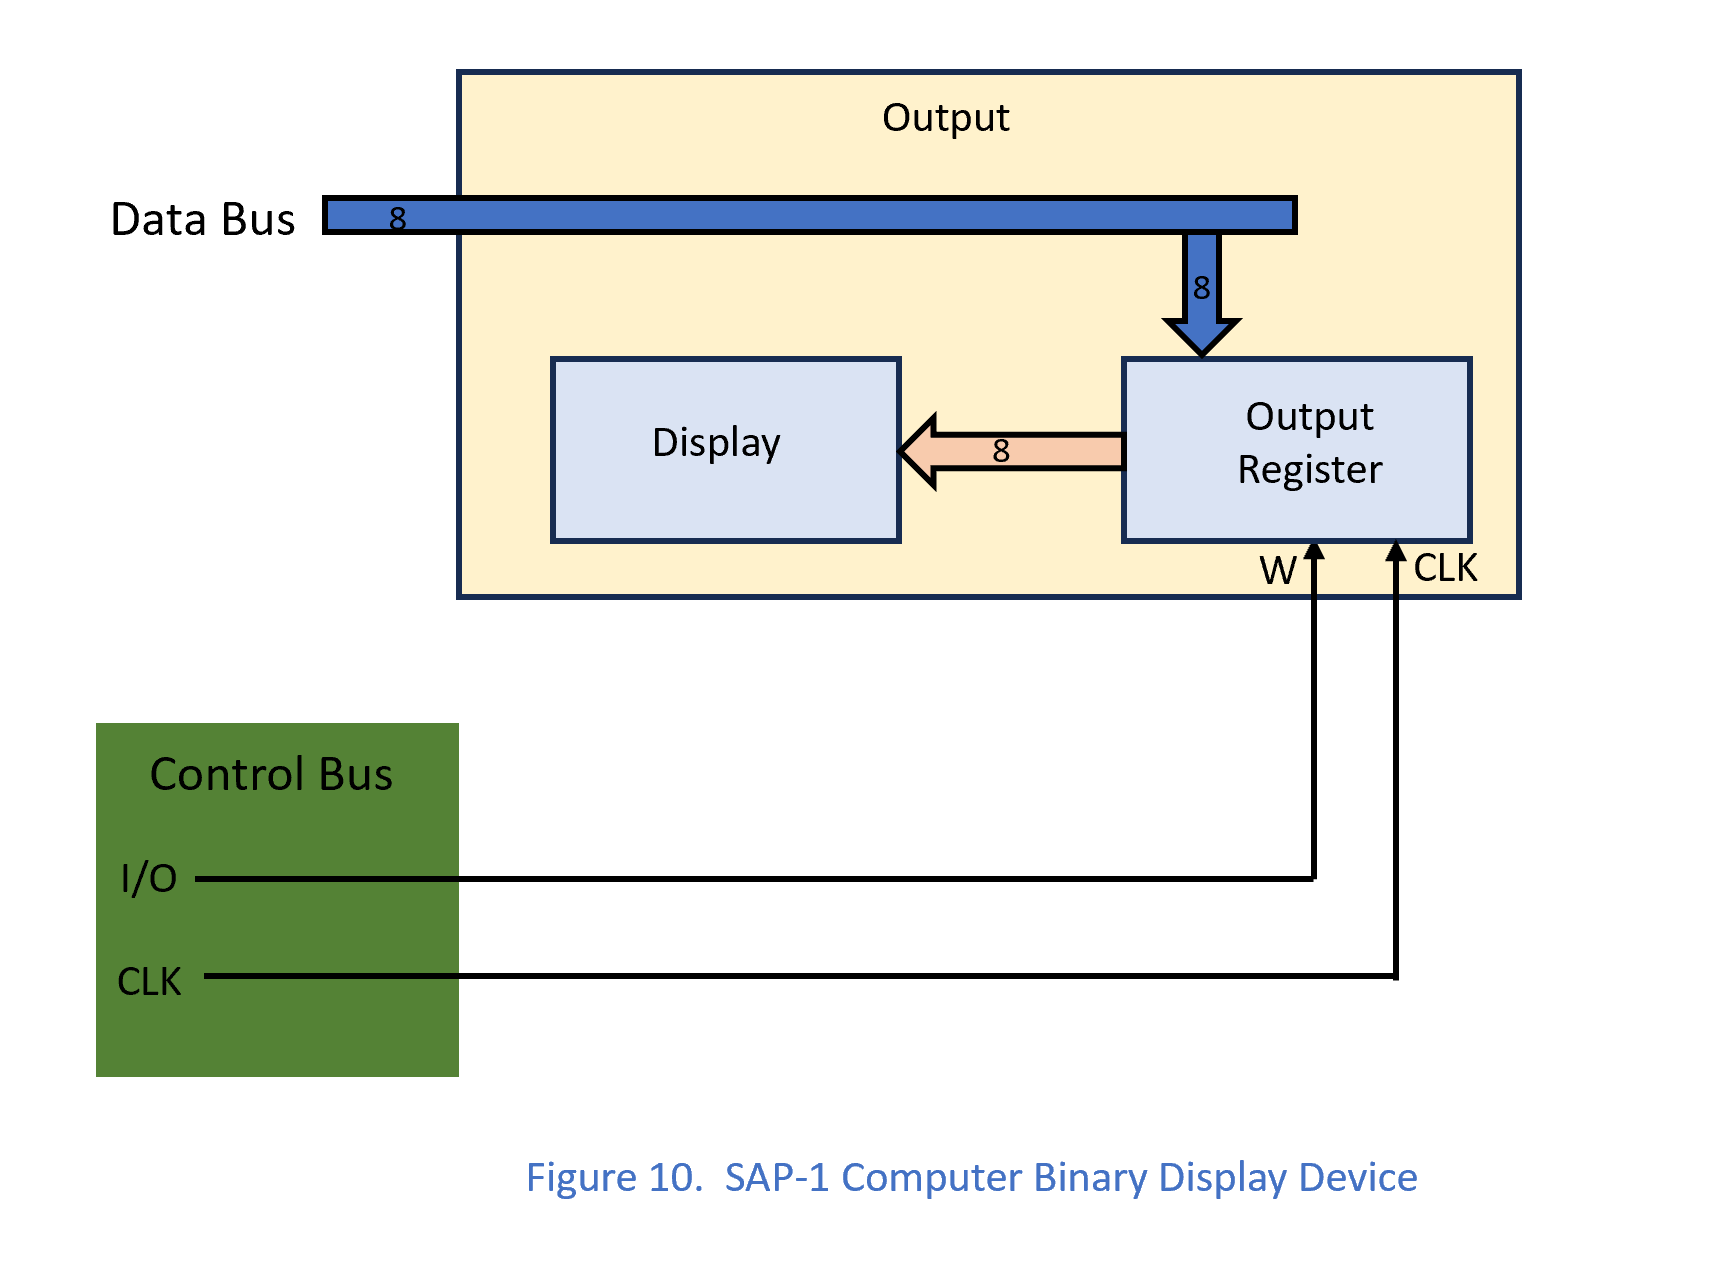 Output
Data Bus
8
8
Display
8
Output
Register
W
CLK
Control Bus
I/O
CLK
Figure 10.  SAP-1 Computer Binary Display Device